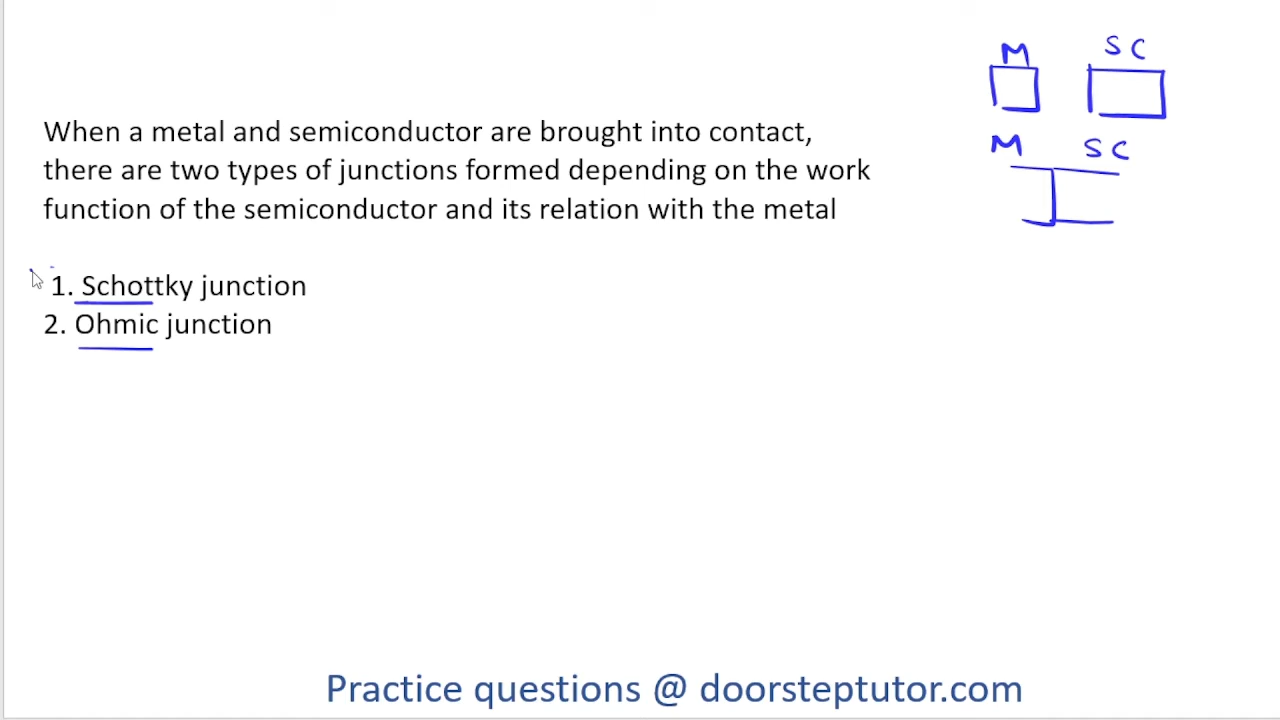 M SC
When a metal and semiconductor are brought into contact,
M SC
there are two types of junctions formed depending on the work
function of the semiconductor and its relation with the metal
1. Schottky junction
2. Ohmic junction
Practice questions @ doorsteptutor.com